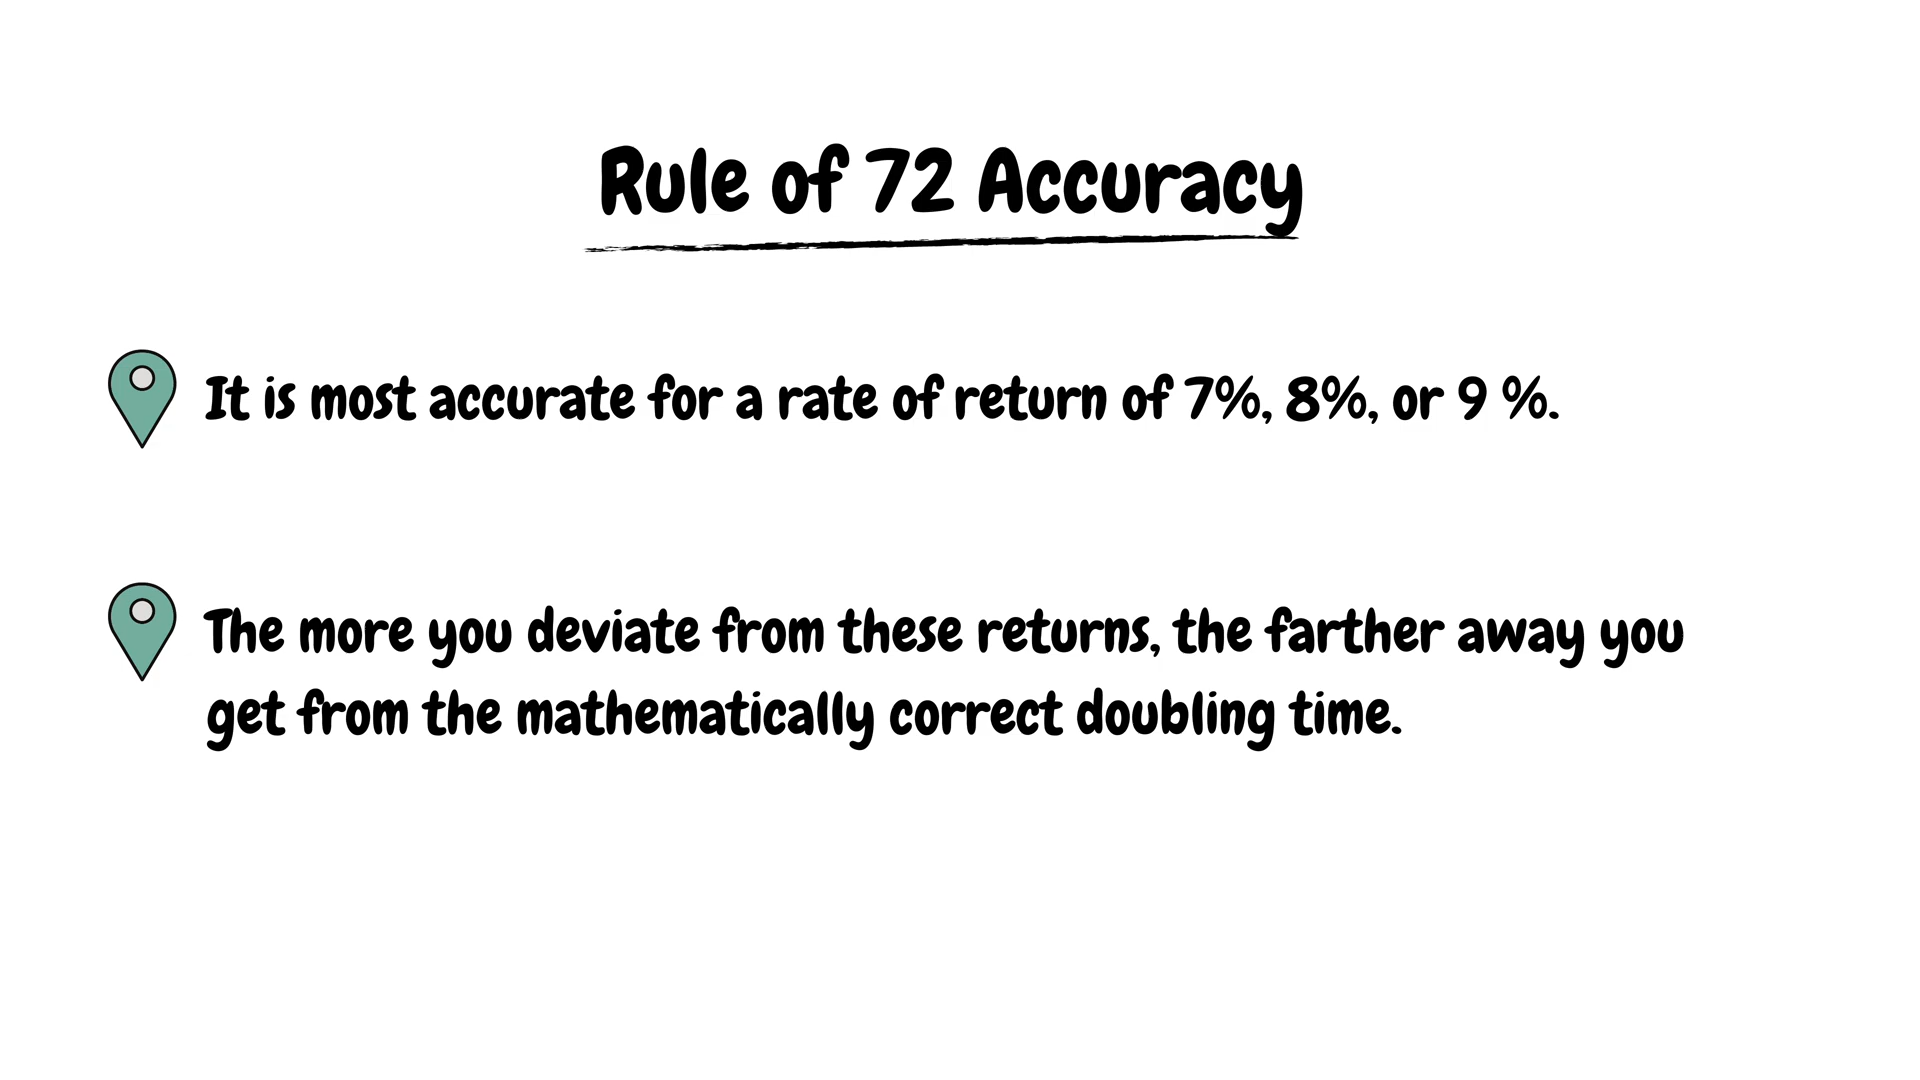 Rule of 72 Accuracy
It is most accurate for a rate of return of 7%, 8%, or 9 %.
The more you deviate from these returns, the farther away you
get from the mathematically correct doubling time.